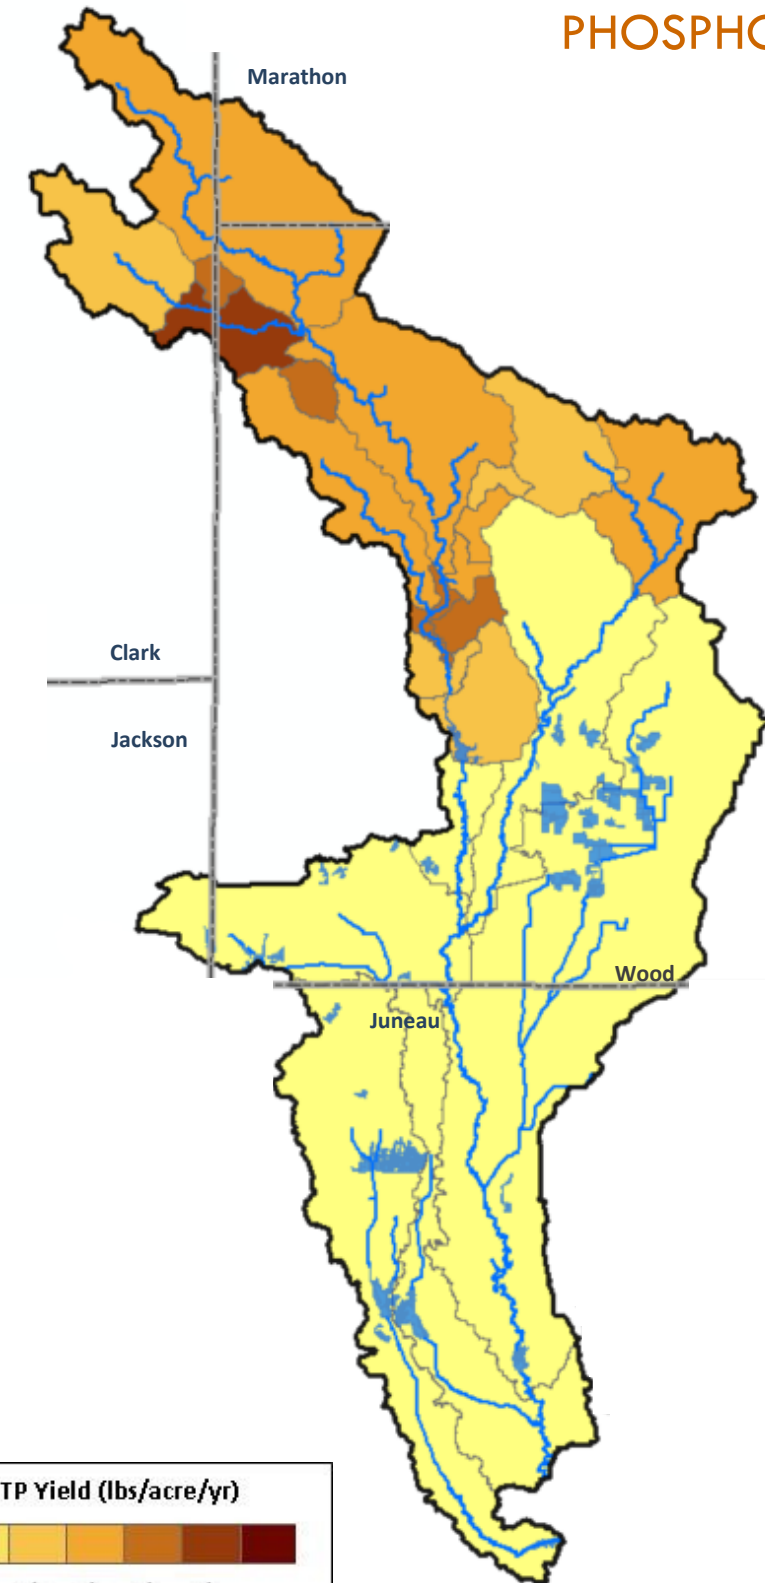 PHOSPHO
Marathon
Clark
Jackson
Wood
Juneau
TP Yield (lbs/acre/yr)